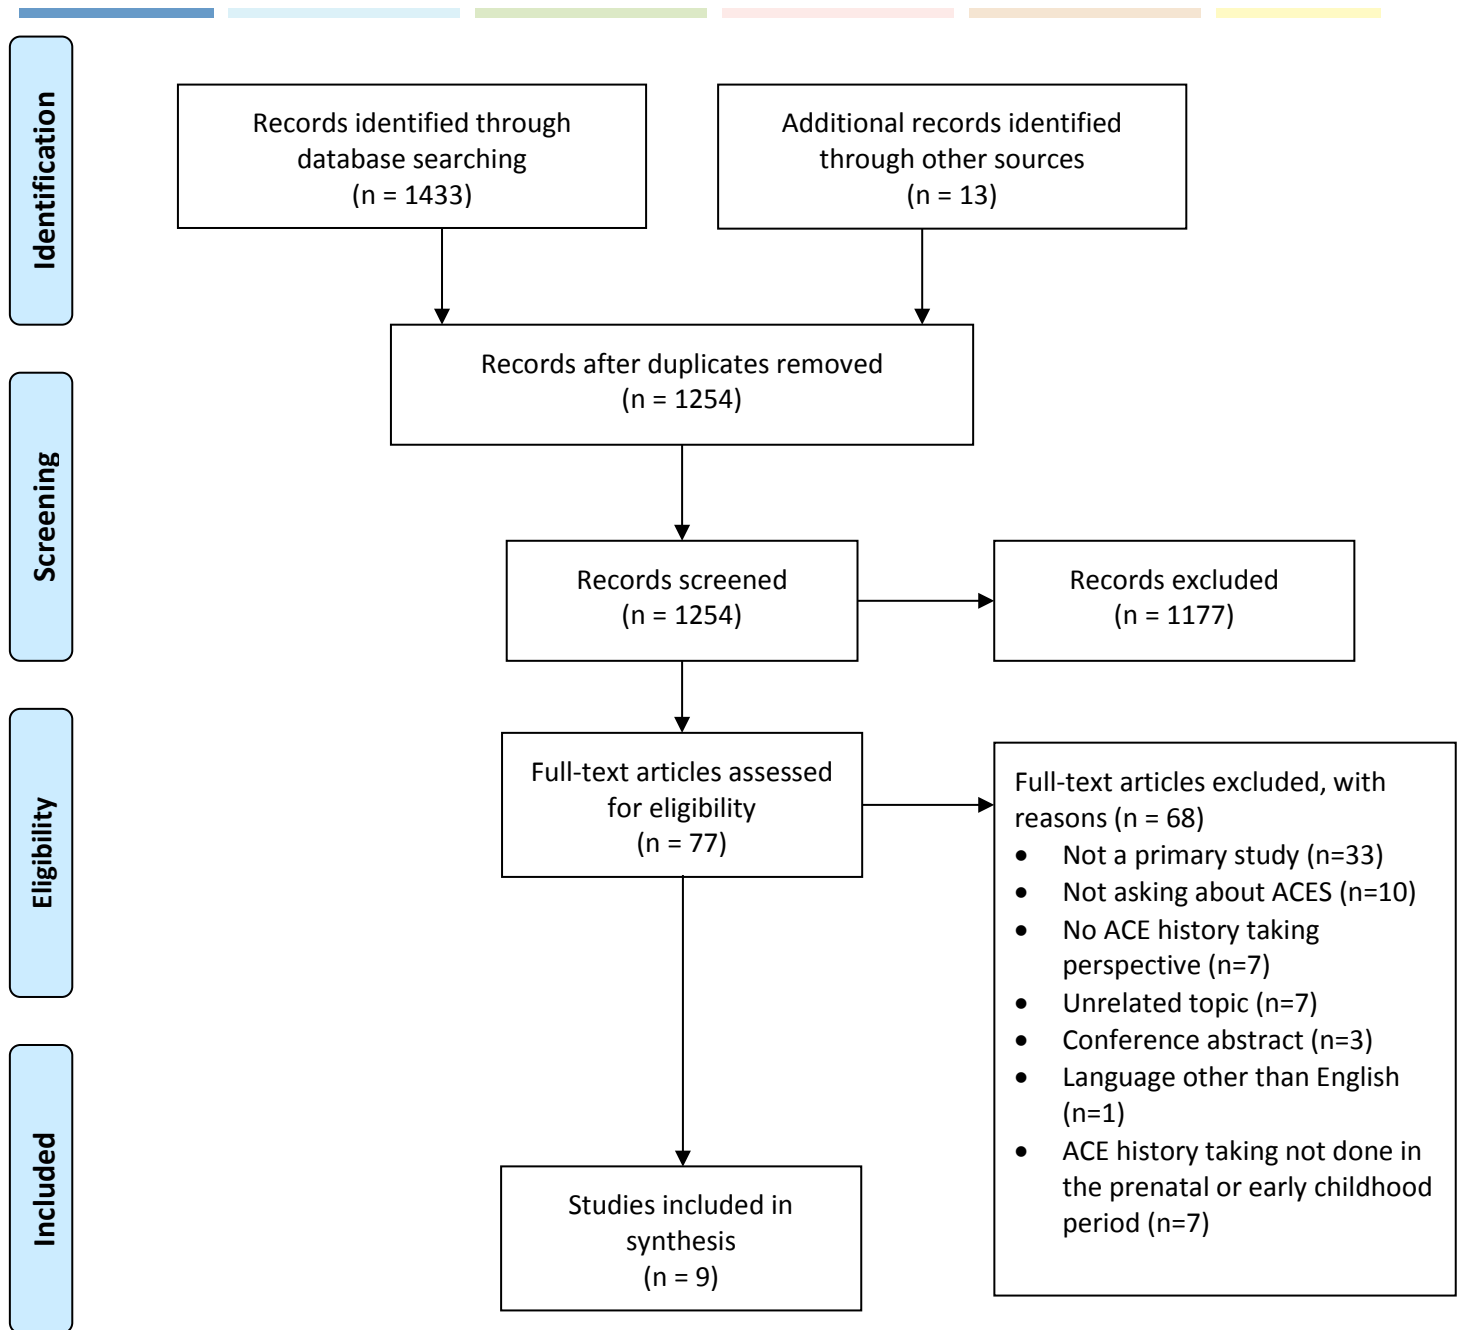 Identification
Records identified through
database searching
(n = 1433)
Additional records identified
through other sources
(n = 13)
Records after duplicates removed
(n = 1254)
Screening
Records screened
(n = 1254)
Records excluded
(n = 1177)
Eligibility
Full-text articles assessed
for eligibility
(n = 77)
Full-text articles excluded, with
reasons (n = 68)
• Not a primary study (n=33)
• Not asking about ACES (n=10)
• No ACE history taking
perspective (n=7)
• Unrelated topic (n=7)
• Conference abstract (n=3)
• Language other than English
(n=1)
• ACE history taking not done in
the prenatal or early childhood
period (n=7)
Included
Studies included in
synthesis
(n = 9)